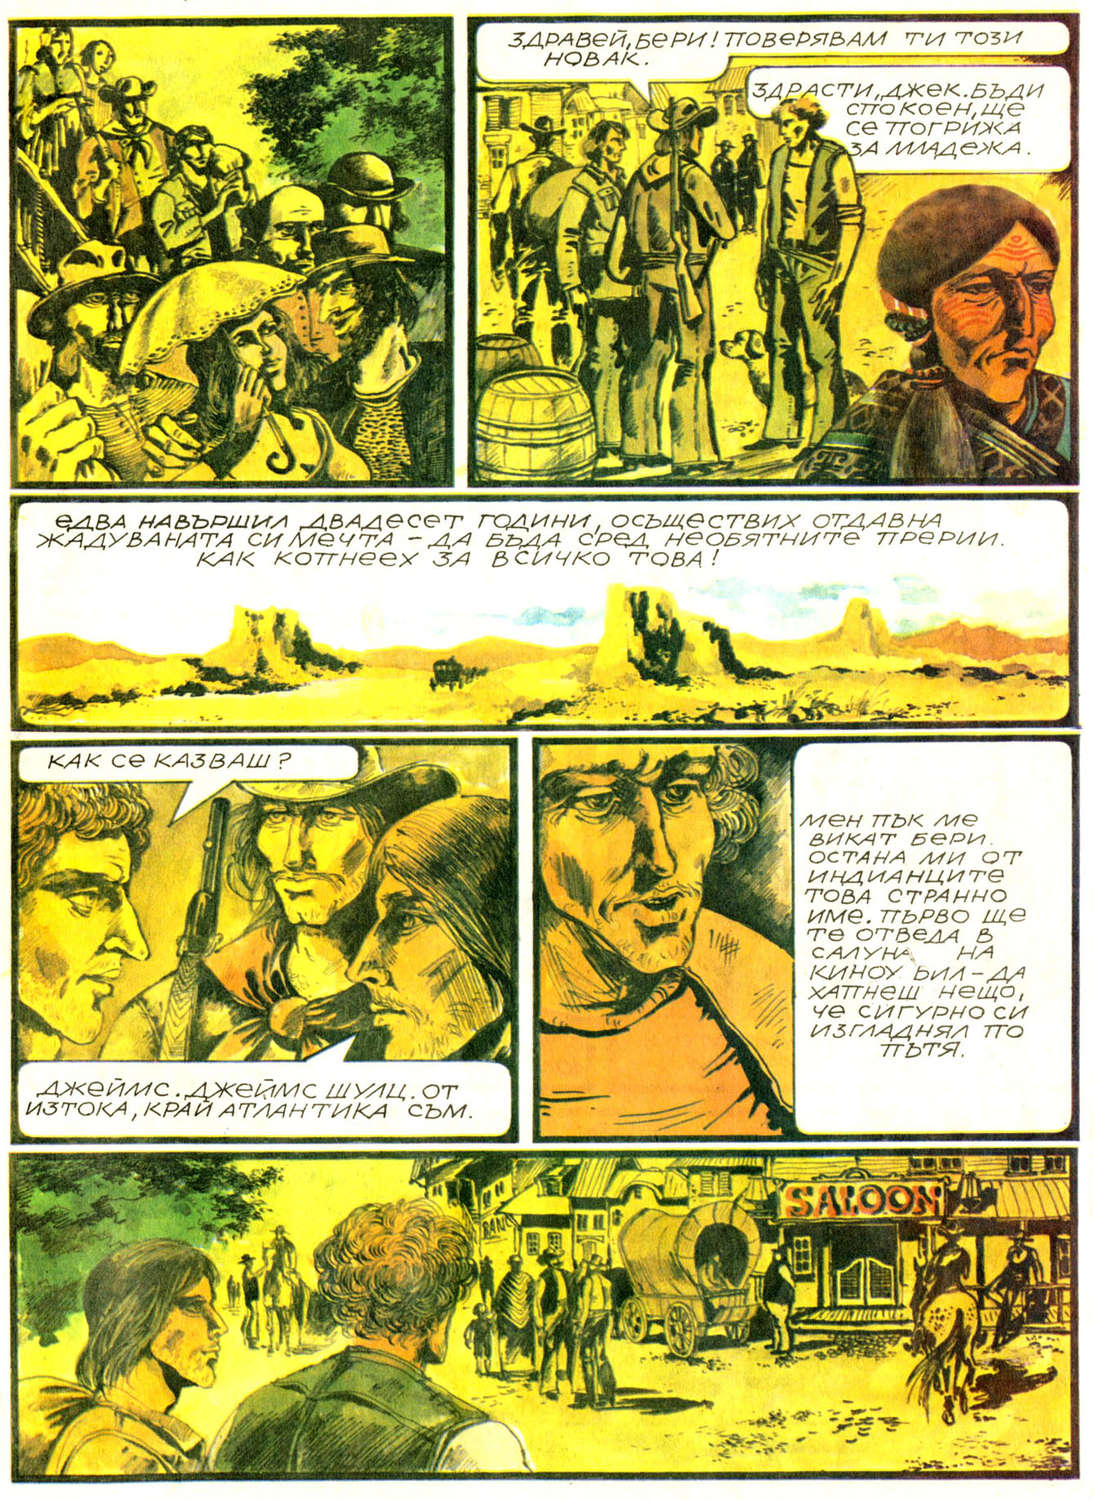 ЗДРАВЕЙ, БЕРИ! ПОВЕРЯВАМ ТИ ТОЗИ
НОВАК.
ЗДРАСТИ, ДЖЕК. БЪДИ
СПОКОЕН, ЩЕ
СЕ ПОГРИЖА
ЗА МЛАДЕЖА.
ЕДВА НАВЪРШИЛ ДВАДЕСЕТ ГОДИНИ, ОСЪЩЕСТВИХ ОТДАВНА
ЖАДУВАНАТА СИ МЕЧТА – ДА БЪДА СРЕД НЕОБЯТНИТЕ ПРЕРИИ.
КАК КОПНЕЕХ ЗА ВСИЧКО ТОВА!
КАК СЕ КАЗВАШ?
ДЖЕЙМС. ДЖЕЙМС ШУЛЦ. ОТ
ИЗТОКА, КРАЙ АТЛАНТИКА СЪМ.
МЕН ПЪК МЕ
ВИКАТ БЕРИ.
ОСТАНА МИ ОТ
ИНДИАНЦИТЕ
ТОВА СТРАННО
ИМЕ. ПЪРВО ЩЕ
ТЕ ОТВЕДА В
САЛУНА НА
КИНОУ БИЛ – ДА
ХАПНЕШ НЕЩО,
ЧЕ СИГУРНО СИ
ИЗГЛАДНЯЛ ПО
ПЪТЯ.
BANK
SALOON